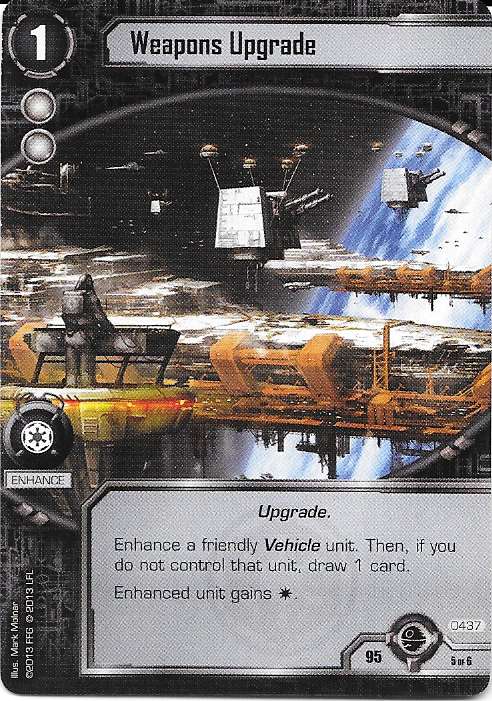 1
Weapons Upgrade
ENHANCE
Upgrade.
Enhance a friendly Vehicle unit. Then, if you
do not control that unit, draw 1 card.
Enhanced unit gains ✷.
Illus. Mark Molnar
©2013 FFG ©2013 LFL
95
0437
5 OF 6